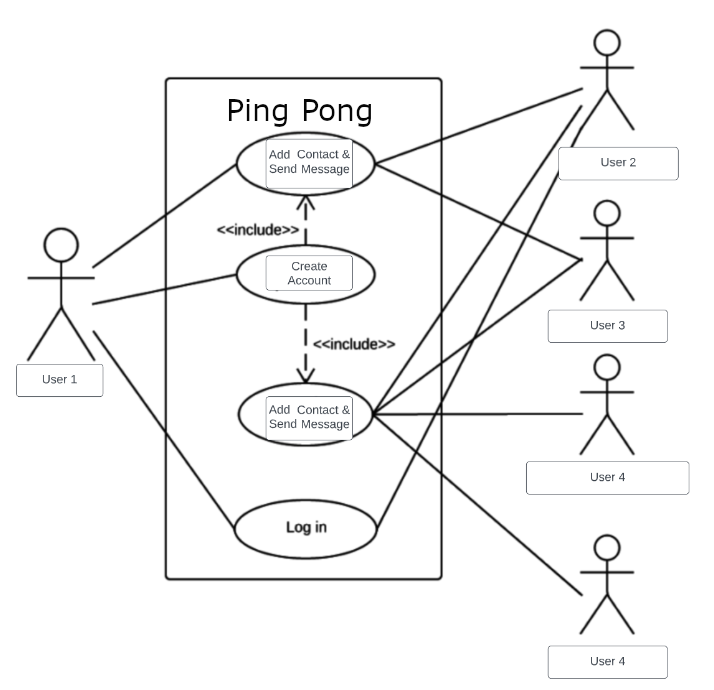 Ping Pong
Add Contact &
Send Message
<<include>>
Create
Account
<<include>>
Add Contact &
Send Message
Log in
User 1
User 2
User 3
User 4
User 4